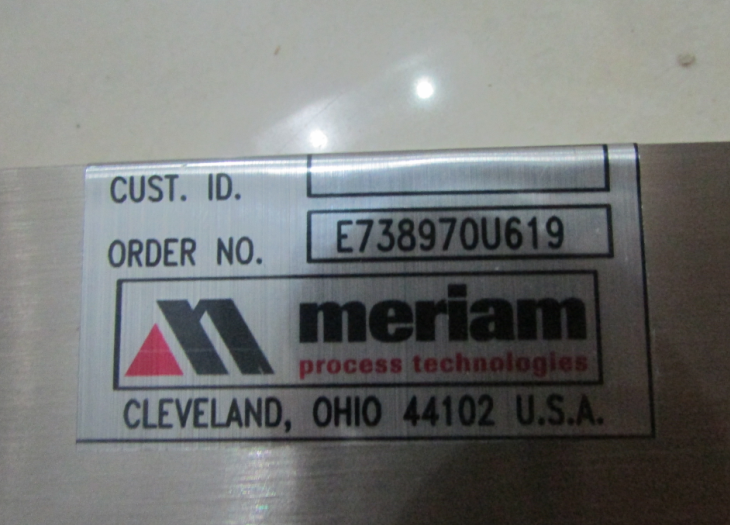 CUST. ID.
ORDER NO. E738970U619
meriam
process technologies
CLEVELAND, OHIO 44102 U.S.A.